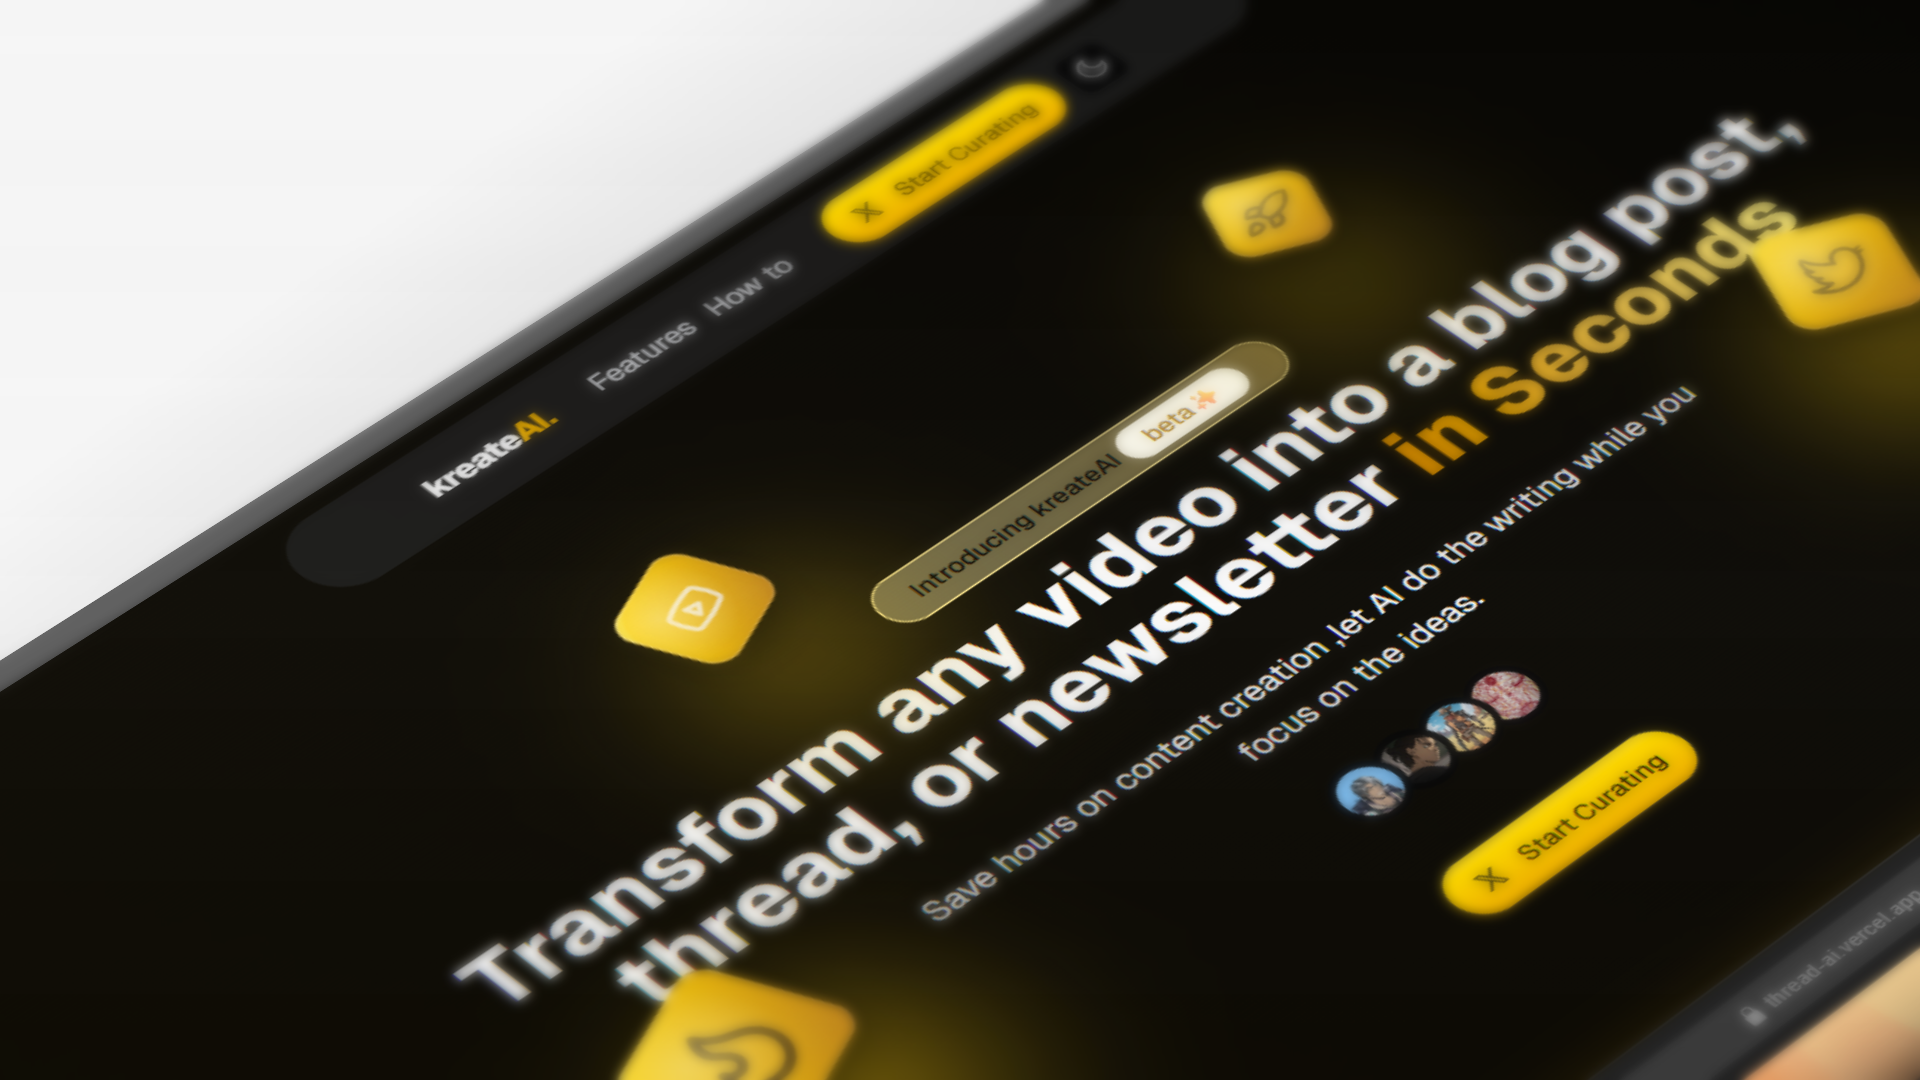 kreateAI.
Features
How to
X Start Curating
Introducing kreateAI beta
Transform any video into a blog post,
thread, or newsletter in Seconds
Save hours on content creation ,let AI do the writing while you
focus on the ideas.
X Start Curating
thread-ai.vercel.app